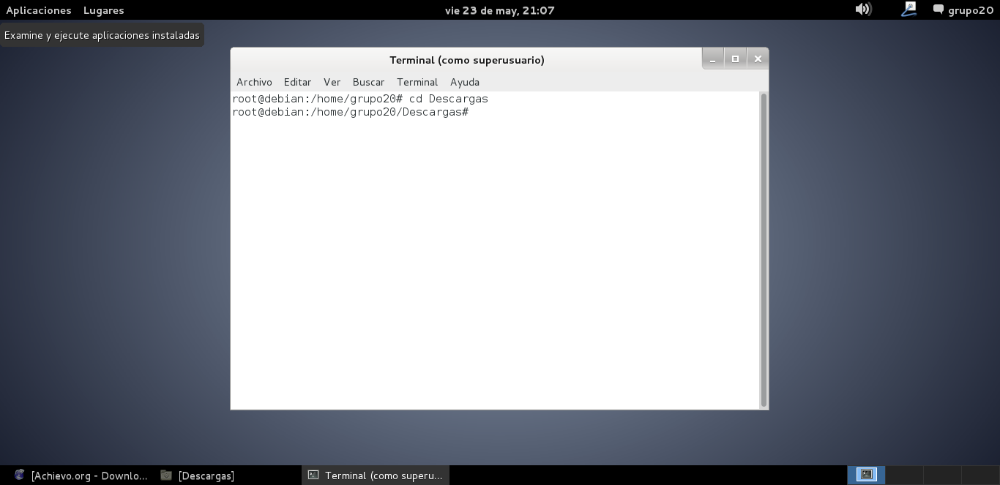 Aplicaciones Lugares vie 23 de may, 21:07 grupo20
Examine y ejecute aplicaciones instaladas
Terminal (como superusuario)
Archivo Editar Ver Buscar Terminal Ayuda
root@debian:/home/grupo20# cd Descargas
root@debian:/home/grupo20/Descargas#
[Achievo.org - Downlo... [Descargas] Terminal (como superu...